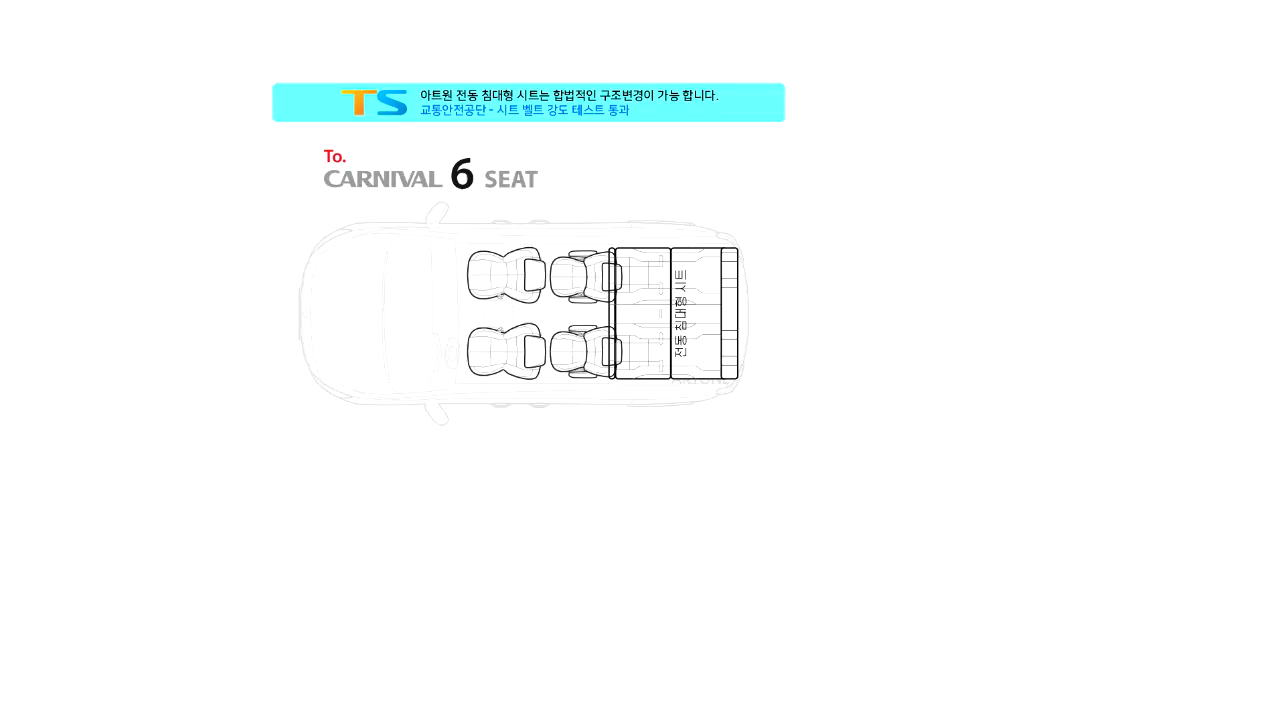 TS
아트원 전동 침대형 시트는 합법적인 구조변경이 가능 합니다.
교통안전공단 - 시트 벨트 강도 테스트 통과
To.
CARNIVAL 6 SEAT
전동 침대형 시트